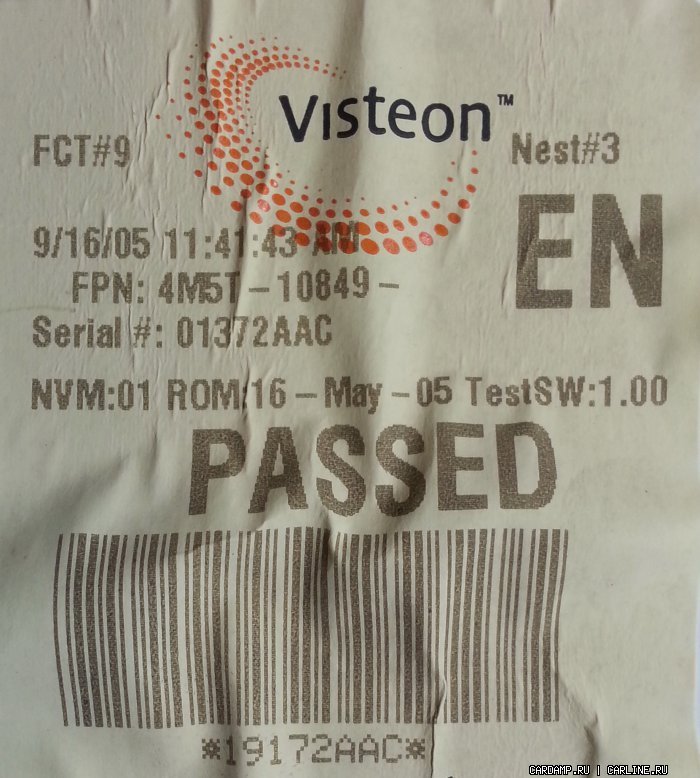 Visteon™
FCT#9 Nest#3
EN
9/16/05 11:41:43 AM
FPN: 4M5T-10849-
Serial #: 01372AAC
NVM:01 ROM:16-May-05 TestSW:1.00
PASSED
*19172AAC*
CARDAMP.RU | CARLINE.RU